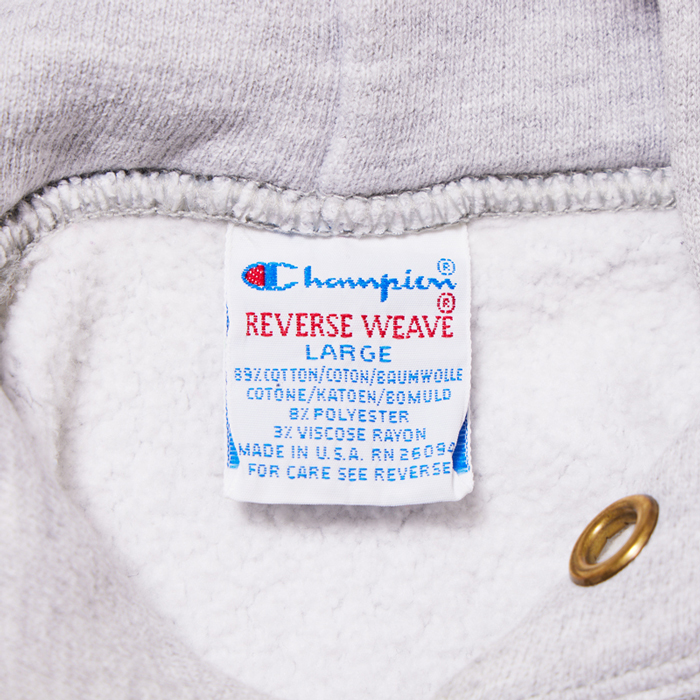 Champion®
®
REVERSE WEAVE
LARGE
89% COTTON/COTON/BAUMWOLLE
COTONE/KATOEN/BOMULD
8% POLYESTER
3% VISCOSE RAYON
MADE IN U.S.A. RN 26094
FOR CARE SEE REVERSE